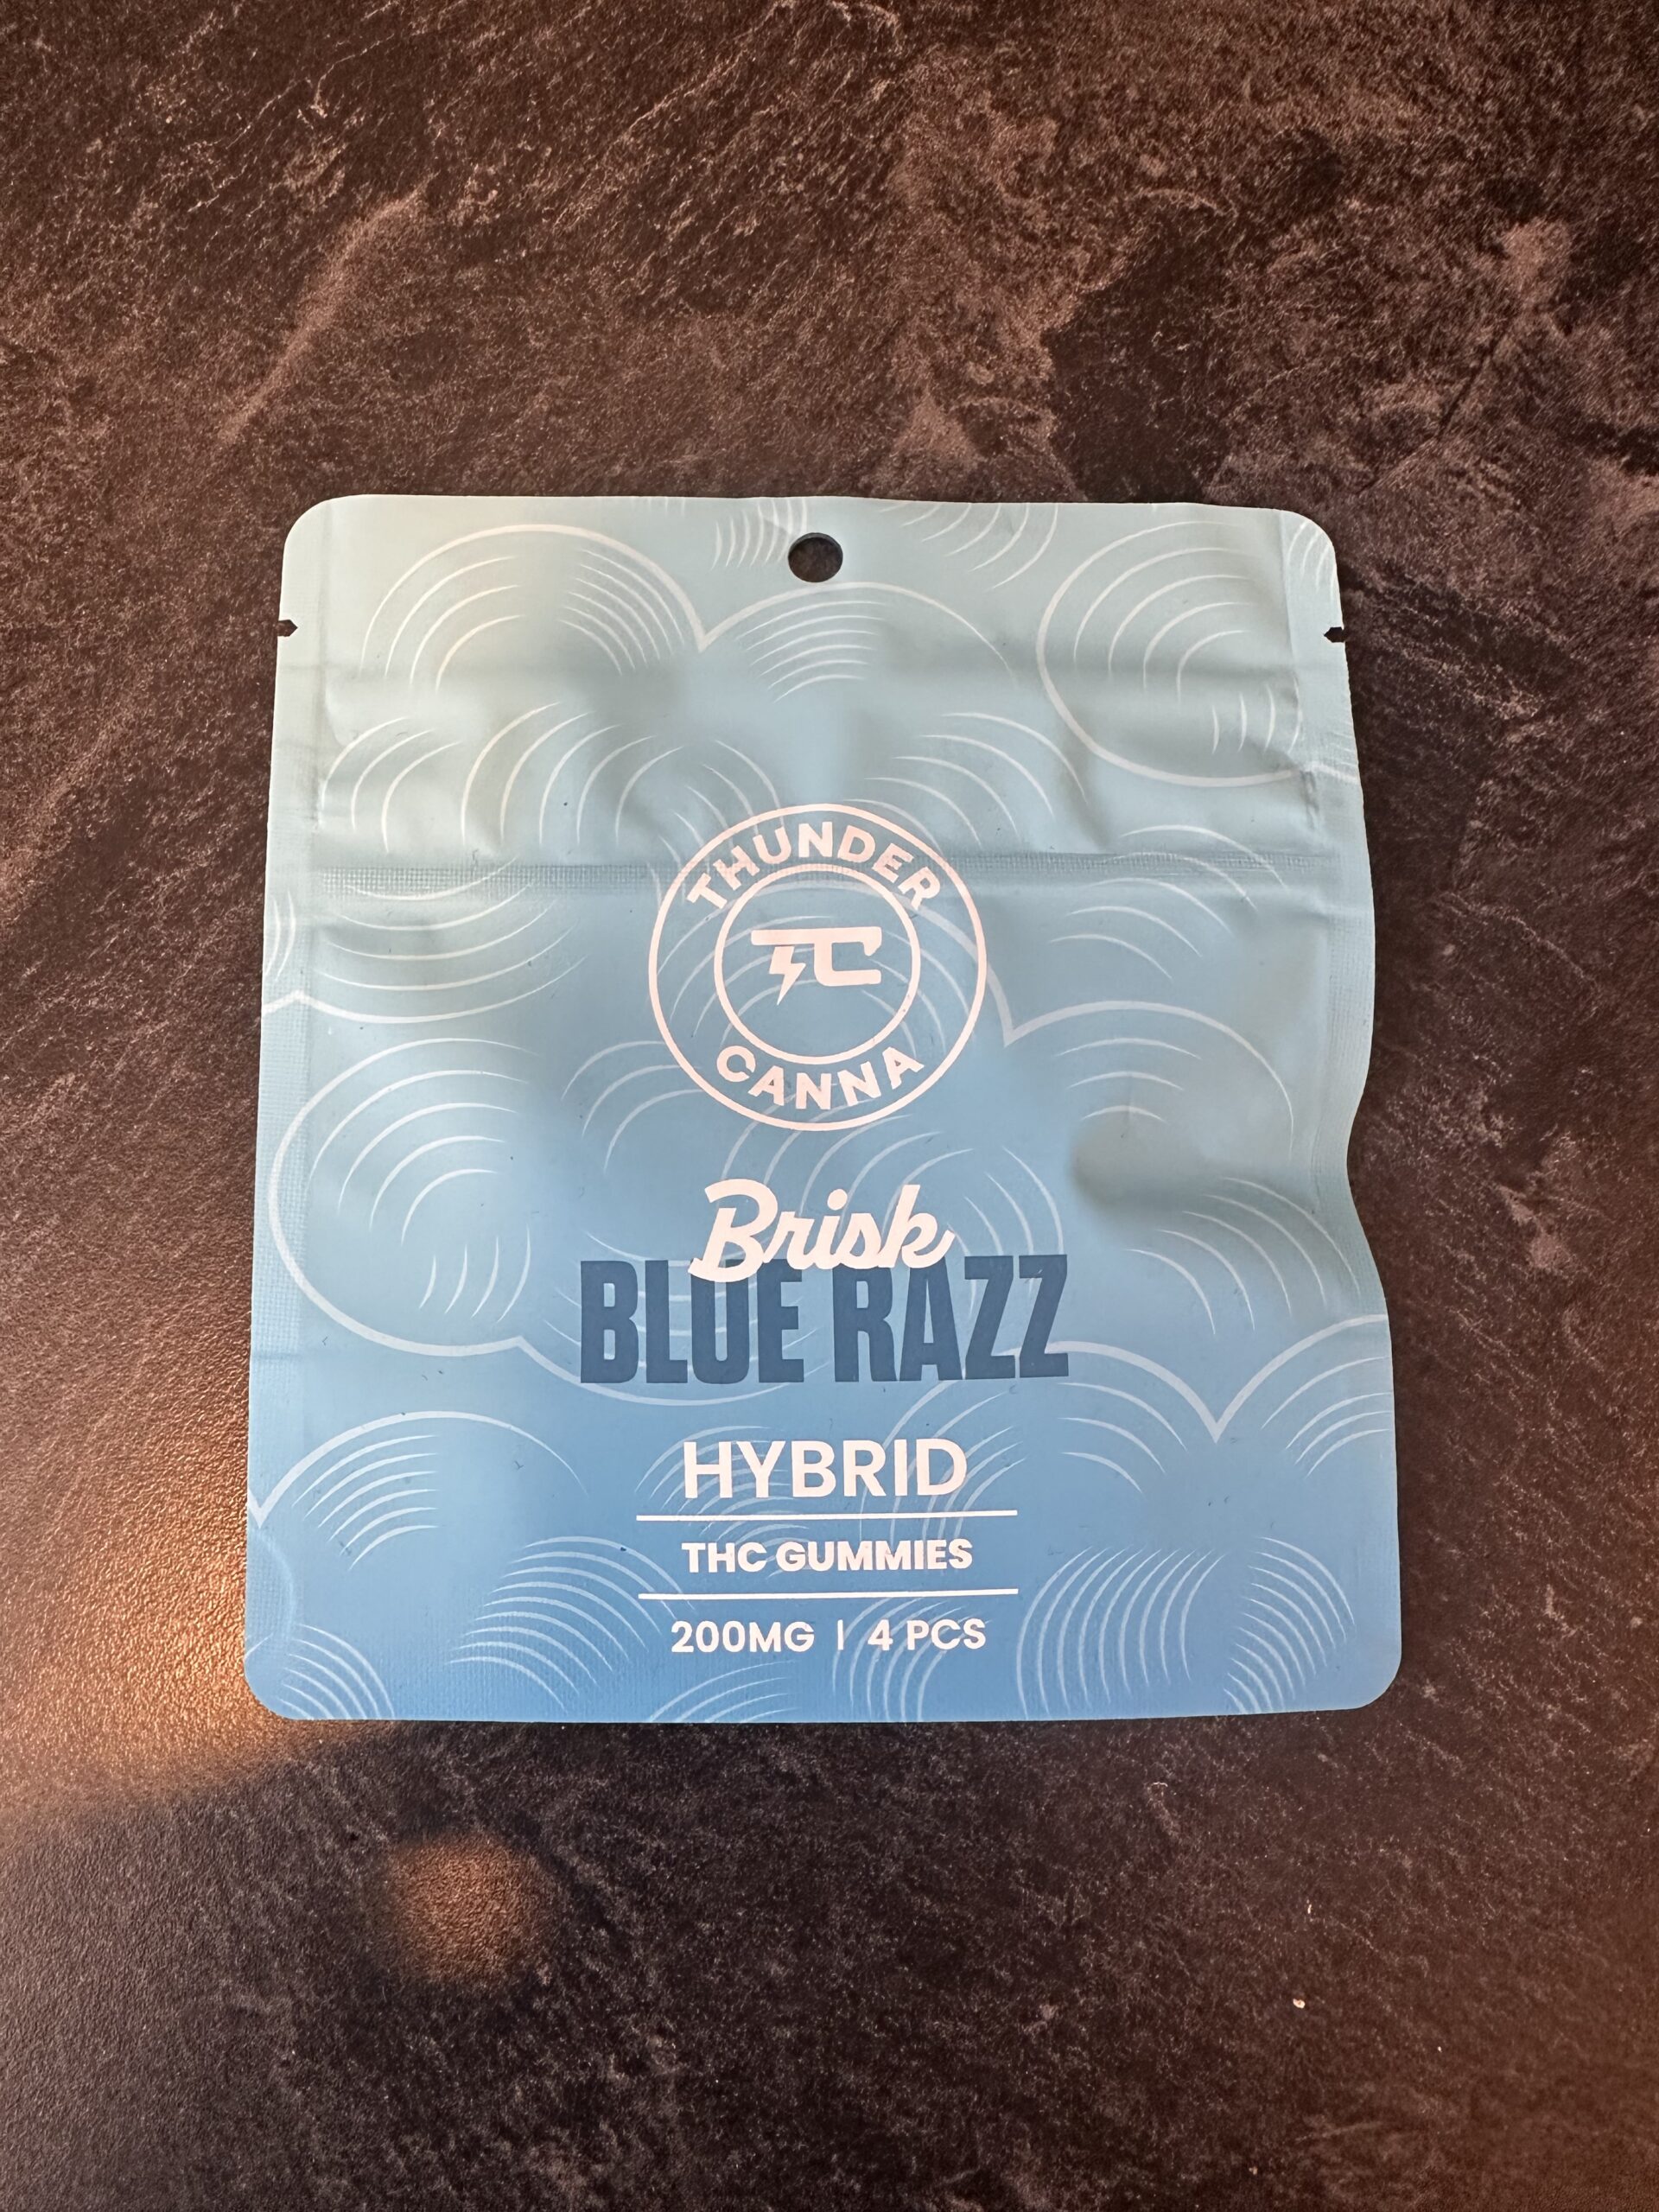 THUNDER
TC
CANNA
Brisk
BLUE RAZZ
HYBRID
THC GUMMIES
200MG | 4 PCS